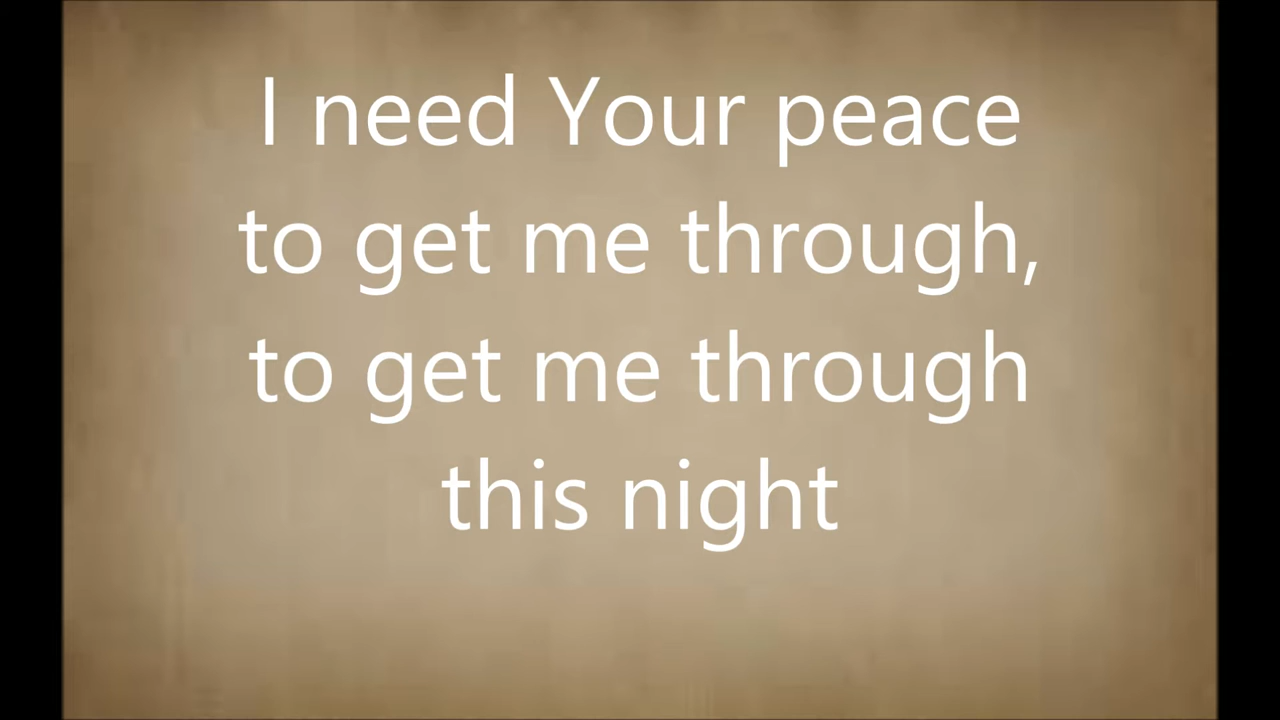 I need Your peace
to get me through,
to get me through
this night